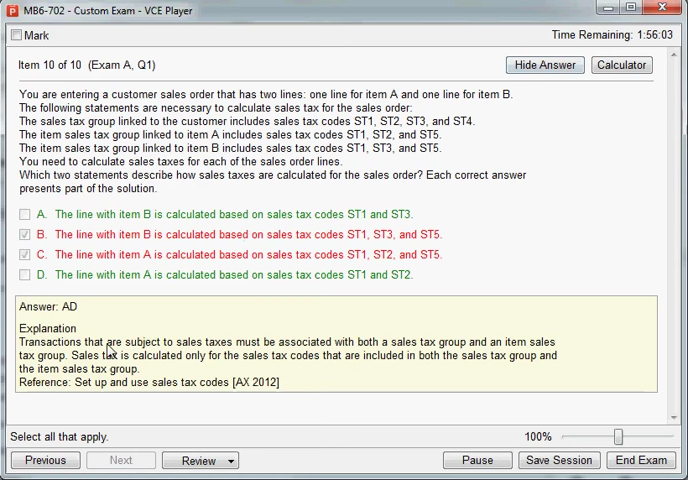 MB6-702 - Custom Exam - VCE Player
Mark
Time Remaining: 1:56:03
Item 10 of 10 (Exam A, Q1)
Hide Answer
Calculator
You are entering a customer sales order that has two lines: one line for item A and one line for item B.
The following statements are necessary to calculate sales tax for the sales order:
The sales tax group linked to the customer includes sales tax codes ST1, ST2, ST3, and ST4.
The item sales tax group linked to item A includes sales tax codes ST1, ST2, and ST5.
The item sales tax group linked to item B includes sales tax codes ST1, ST3, and ST5.
You need to calculate sales taxes for each of the sales order lines.
Which two statements describe how sales taxes are calculated for the sales order? Each correct answer
presents part of the solution.
A. The line with item B is calculated based on sales tax codes ST1 and ST3.
B. The line with item B is calculated based on sales tax codes ST1, ST3, and ST5.
C. The line with item A is calculated based on sales tax codes ST1, ST2, and ST5.
D. The line with item A is calculated based on sales tax codes ST1 and ST2.
Answer: AD
Explanation
Transactions that are subject to sales taxes must be associated with both a sales tax group and an item sales
tax group. Sales tax is calculated only for the sales tax codes that are included in both the sales tax group and
the item sales tax group.
Reference: Set up and use sales tax codes [AX 2012]
Select all that apply.
100%
Previous
Next
Review
Pause
Save Session
End Exam